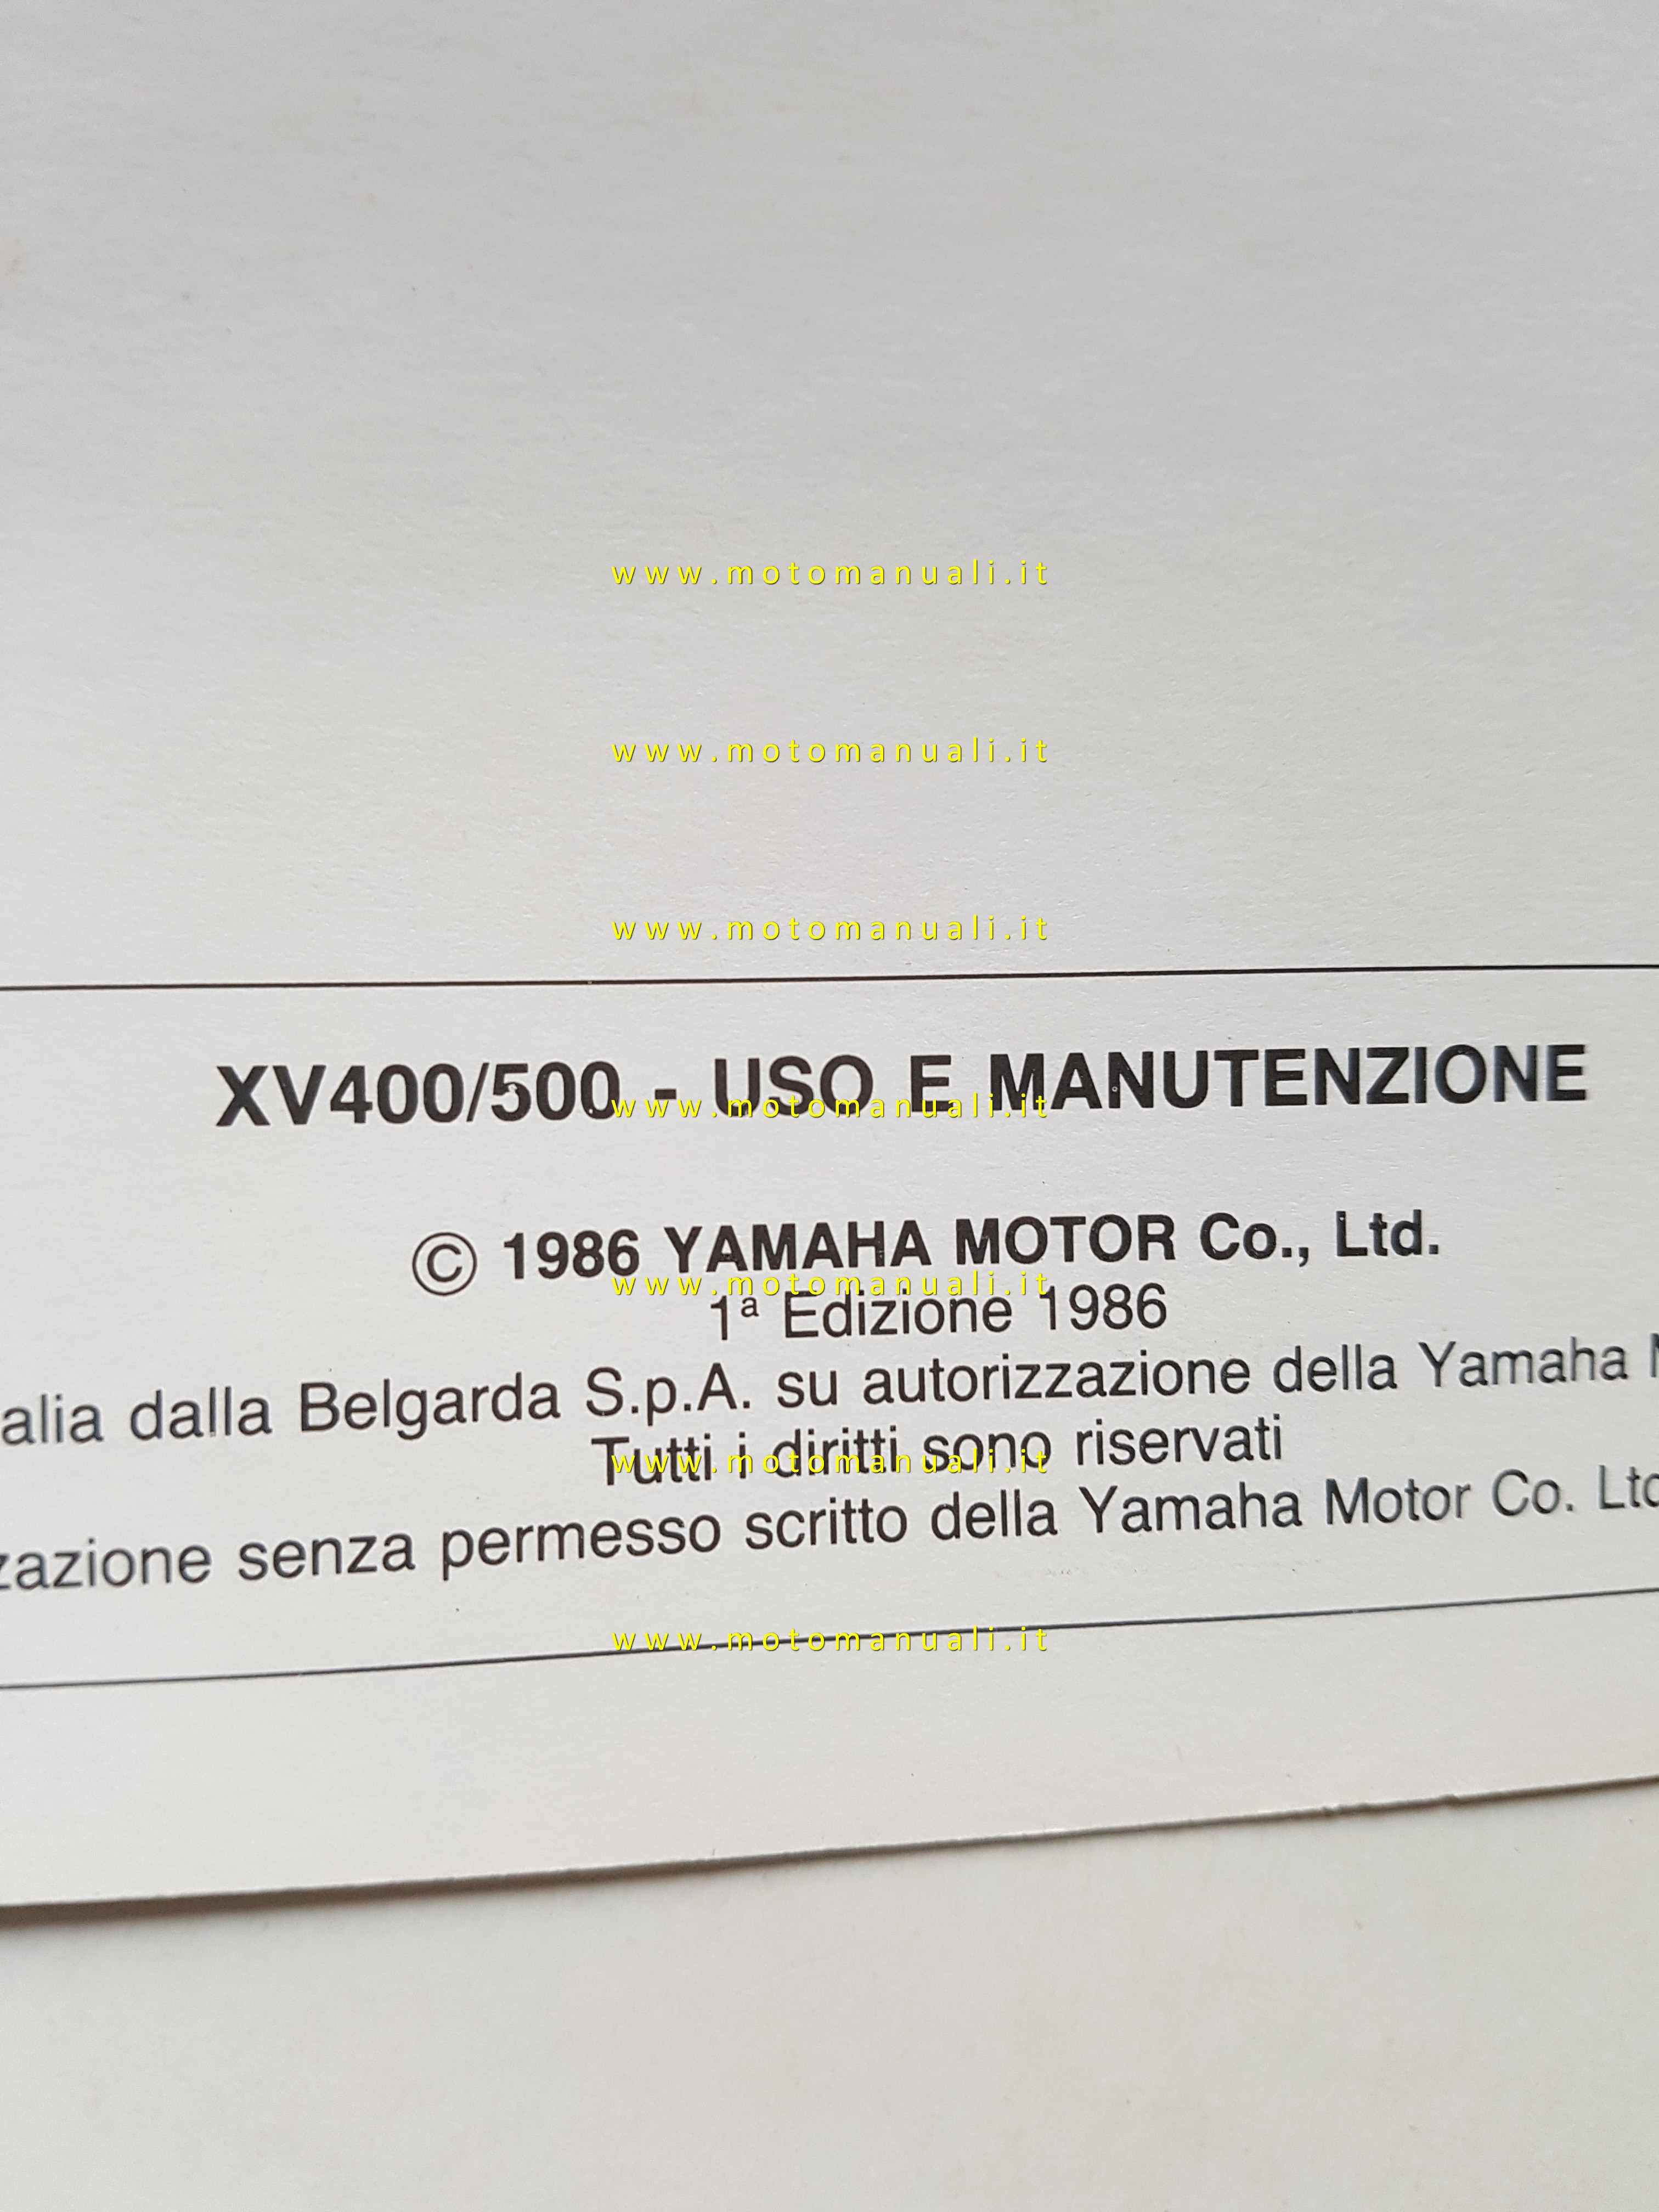 www.motomanuali.it
www.motomanuali.it
www.motomanuali.it
XV400/500 - USO E MANUTENZIONE
www.motomanuali.it
© 1986 YAMAHA MOTOR Co., Ltd.
www.motomanuali.it
1ª Edizione 1986
alia dalla Belgarda S.p.A. su autorizzazione della Yamaha
Tutti i diritti sono riservati
www.motomanuali.it
zazione senza permesso scritto della Yamaha Motor Co. Ltd
www.motomanuali.it